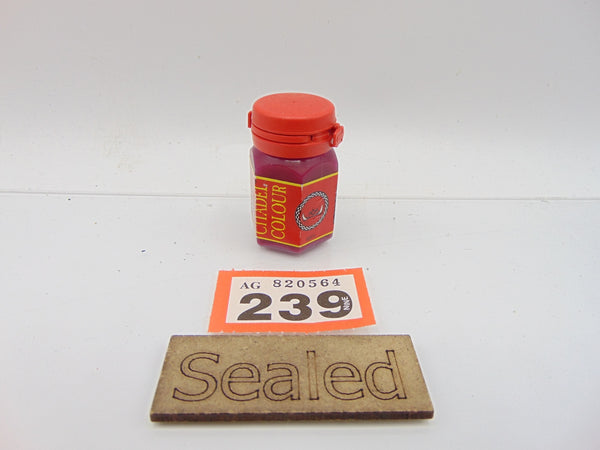 CITADEL
COLOUR
AG 820564
239 NINE
Sealed